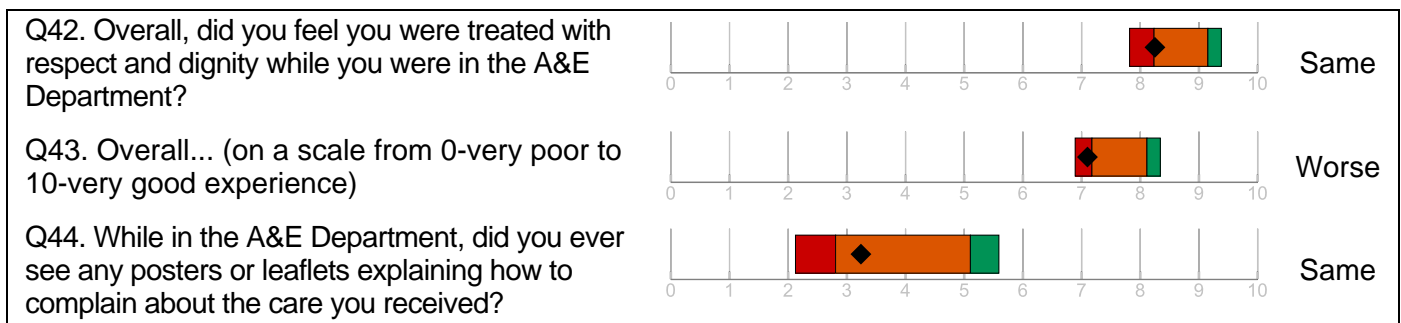 Q42. Overall, did you feel you were treated with
respect and dignity while you were in the A&E
Department?
0 1 2 3 4 5 6 7 8 9 10
Same
Q43. Overall... (on a scale from 0-very poor to
10-very good experience)
0 1 2 3 4 5 6 7 8 9 10
Worse
Q44. While in the A&E Department, did you ever
see any posters or leaflets explaining how to
complain about the care you received?
0 1 2 3 4 5 6 7 8 9 10
Same